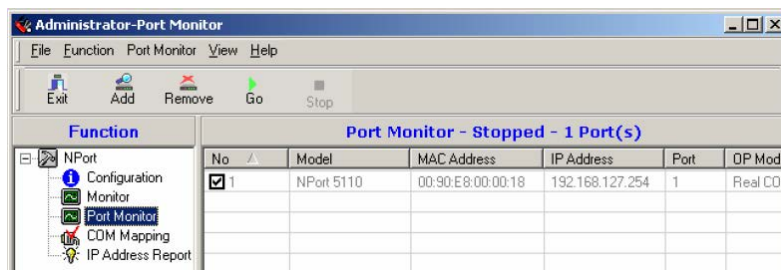 Administrator-Port Monitor
File Function Port Monitor View Help
Exit Add Remove Go Stop
Function
Port Monitor - Stopped - 1 Port(s)
NPort
Configuration
Monitor
Port Monitor
COM Mapping
IP Address Report
No Model MAC Address IP Address Port OP Mod
1 NPort 5110 00:90:E8:00:00:18 192.168.127.254 1 Real CO